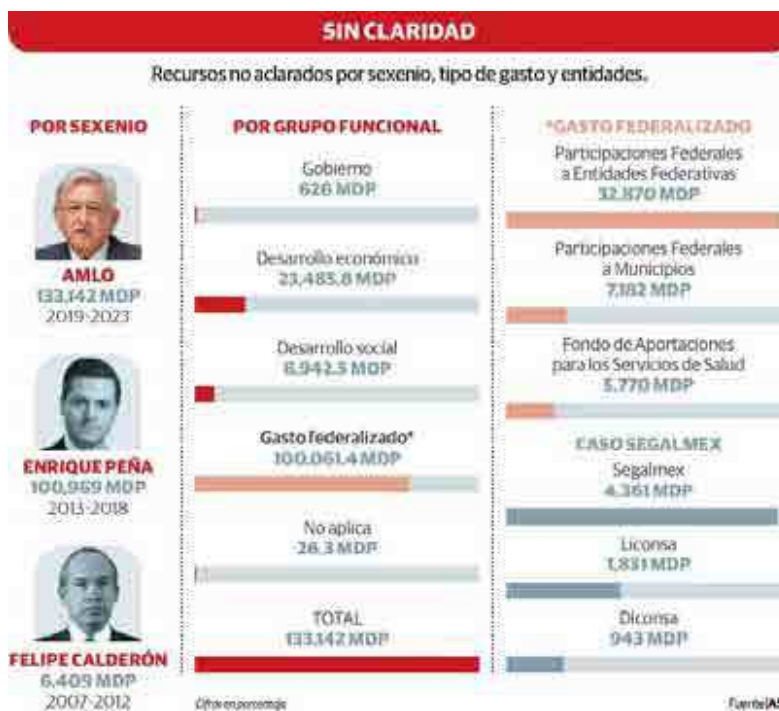 SIN CLARIDAD
Recursos no aclarados por sexenio, tipo de gasto y entidades.
POR SEXENIO
AMLO
133,142 MDP
2019-2023
ENRIQUE PEÑA
100,969 MDP
2013-2018
FELIPE CALDERÓN
6,409 MDP
2007-2012
POR GRUPO FUNCIONAL
Gobierno
626 MDP
Desarrollo económico
23,485.8 MDP
Desarrollo social
8,942.5 MDP
Gasto federalizado*
100,061.4 MDP
No aplica
26.3 MDP
TOTAL
133,142 MDP
Cifras en porcentaje
*GASTO FEDERALIZADO
Participaciones Federales
a Entidades Federativas
32,870 MDP
Participaciones Federales
a Municipios
7,182 MDP
Fondo de Aportaciones
para los Servicios de Salud
5,770 MDP
CASO SEGALMEX
Segalmex
4,361 MDP
Liconsa
1,831 MDP
Diconsa
943 MDP